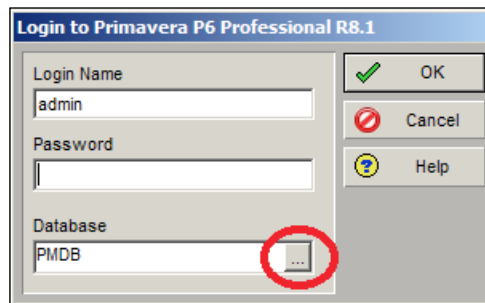 Login to Primavera P6 Professional R8.1
Login Name
admin
Password
Database
PMDB
...
OK
Cancel
Help